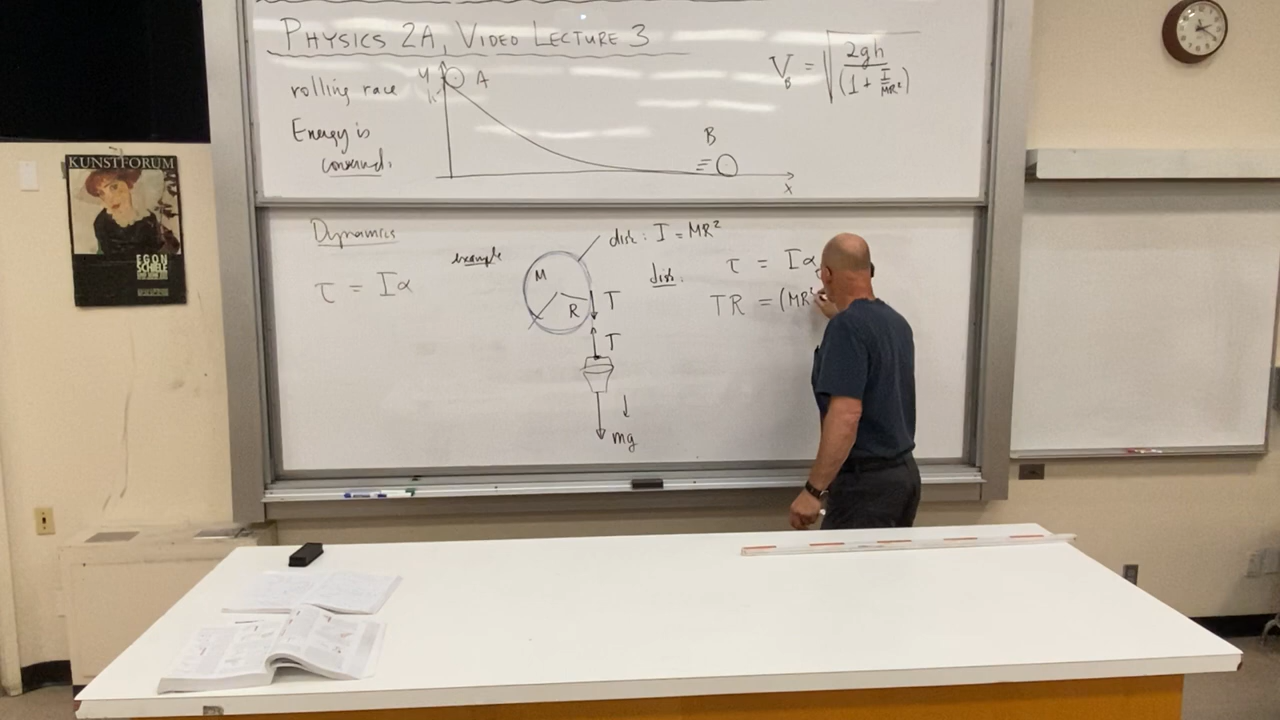 PHYSICS 2A, VIDEO LECTURE 3
rolling race
Energy is
conserved.
y
h
A
B
x
V_B = √(2gh / (1 + I/MR²))
Dynamics
τ = Iα
example
M
R
T
T
mg
disk: I = MR²
disk:
τ = Iα
TR = (MR²
KUNSTFORUM
EGON
SCHIELE